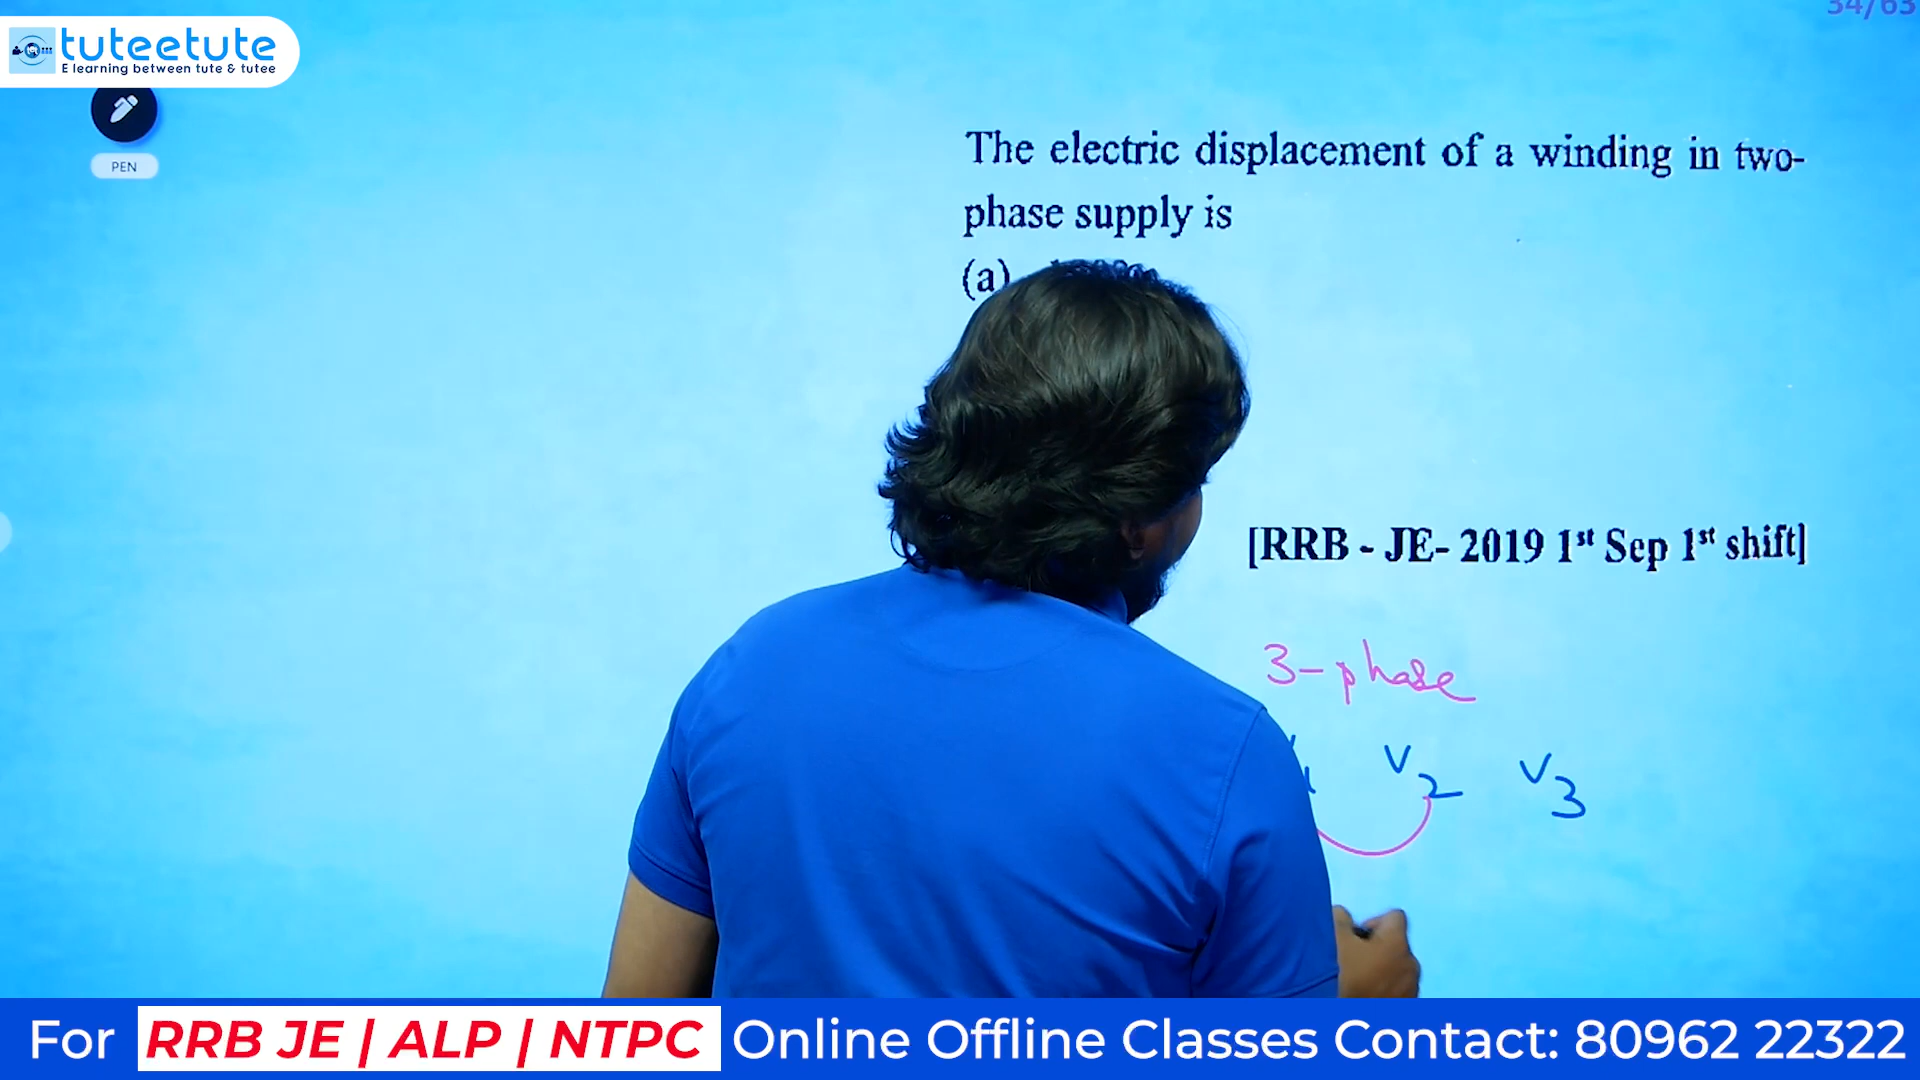 34/63
tuteetute
E learning between tute & tutee
PEN
The electric displacement of a winding in two-
phase supply is
(a)
[RRB - JE- 2019 1st Sep 1st shift]
3-phase
V2 V3
For RRB JE | ALP | NTPC Online Offline Classes Contact: 80962 22322